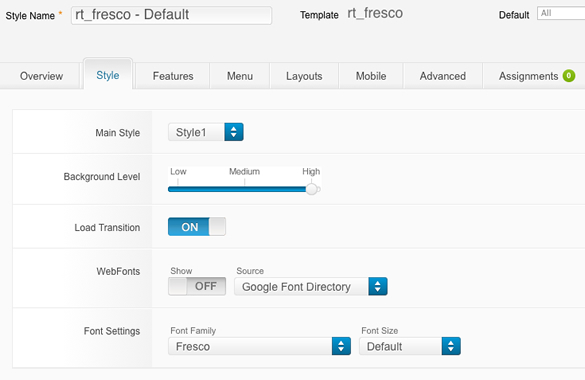 Style Name * rt_fresco - Default Template rt_fresco Default All
Overview Style Features Menu Layouts Mobile Advanced Assignments 0
Main Style Style1
Low Medium High
Background Level
Load Transition ON
Show Source
WebFonts OFF Google Font Directory
Font Family Font Size
Font Settings Fresco Default